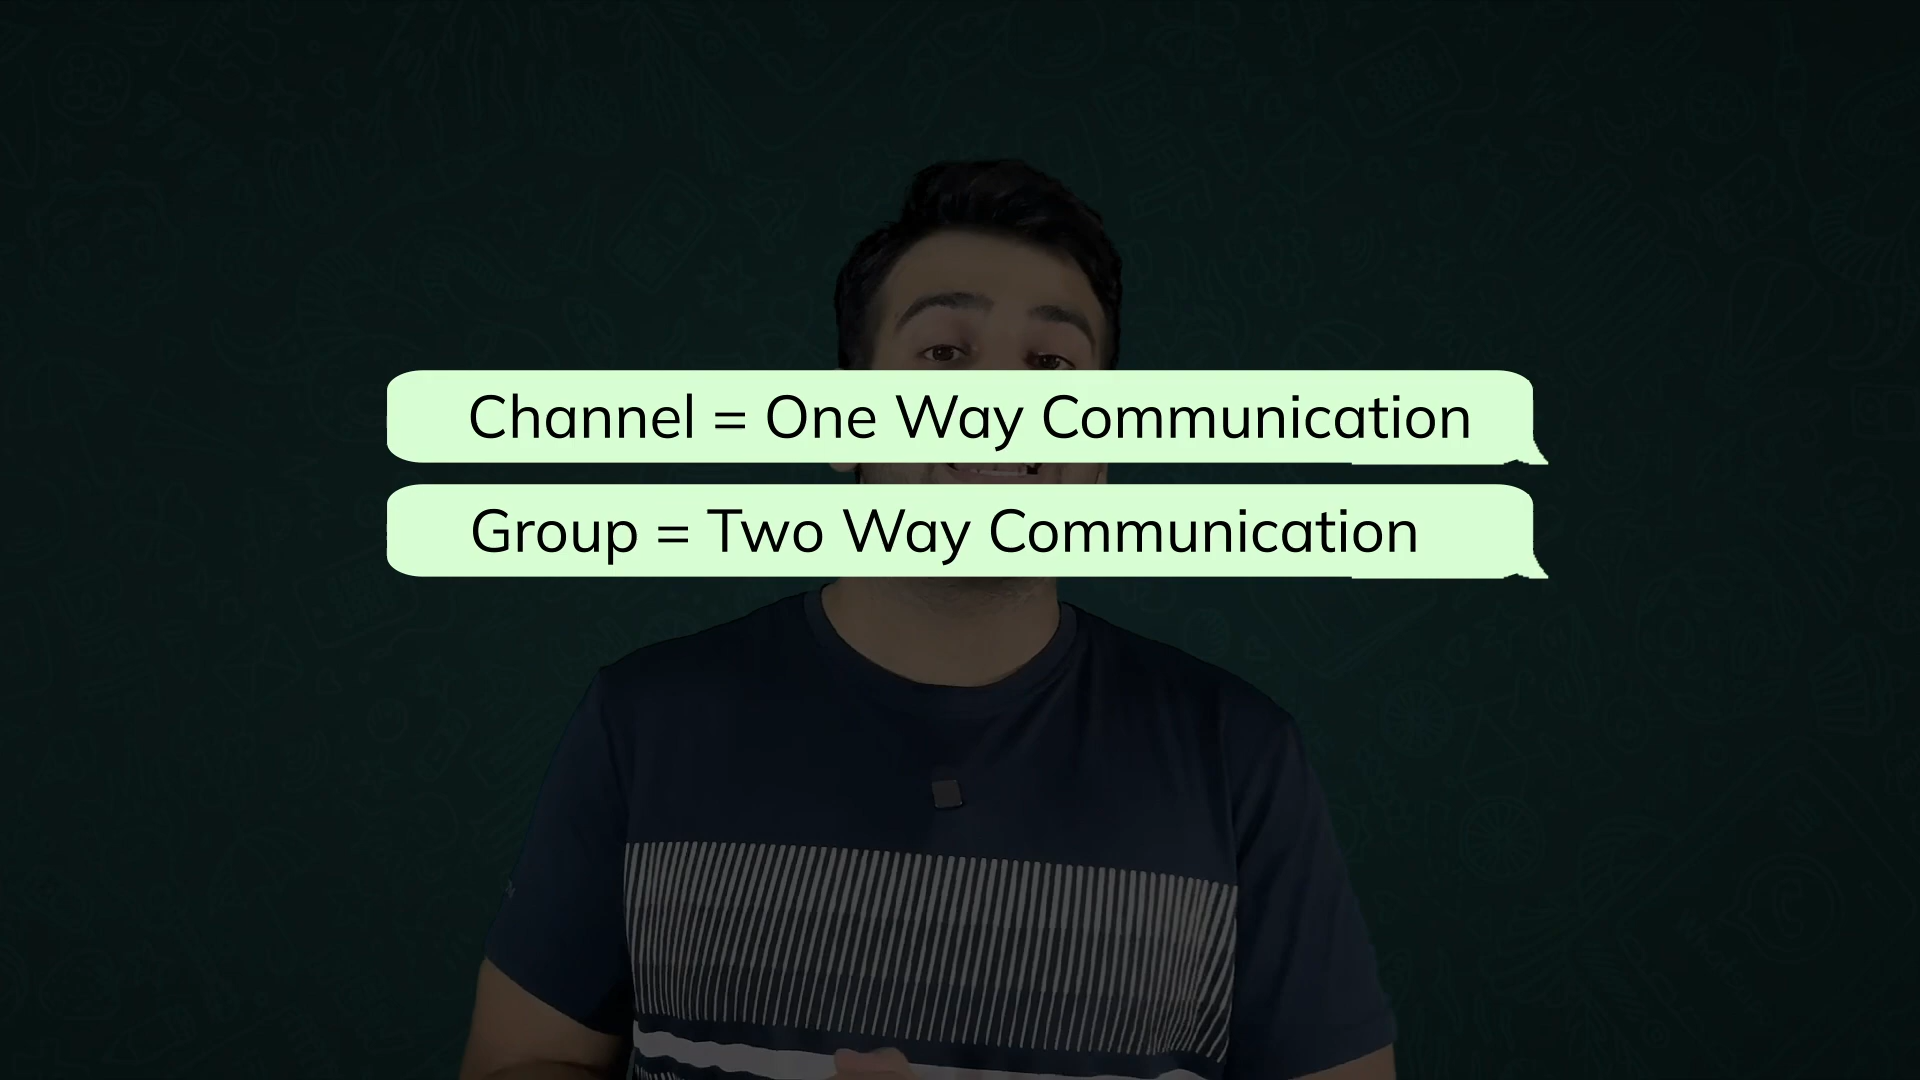 Channel = One Way Communication
Group = Two Way Communication